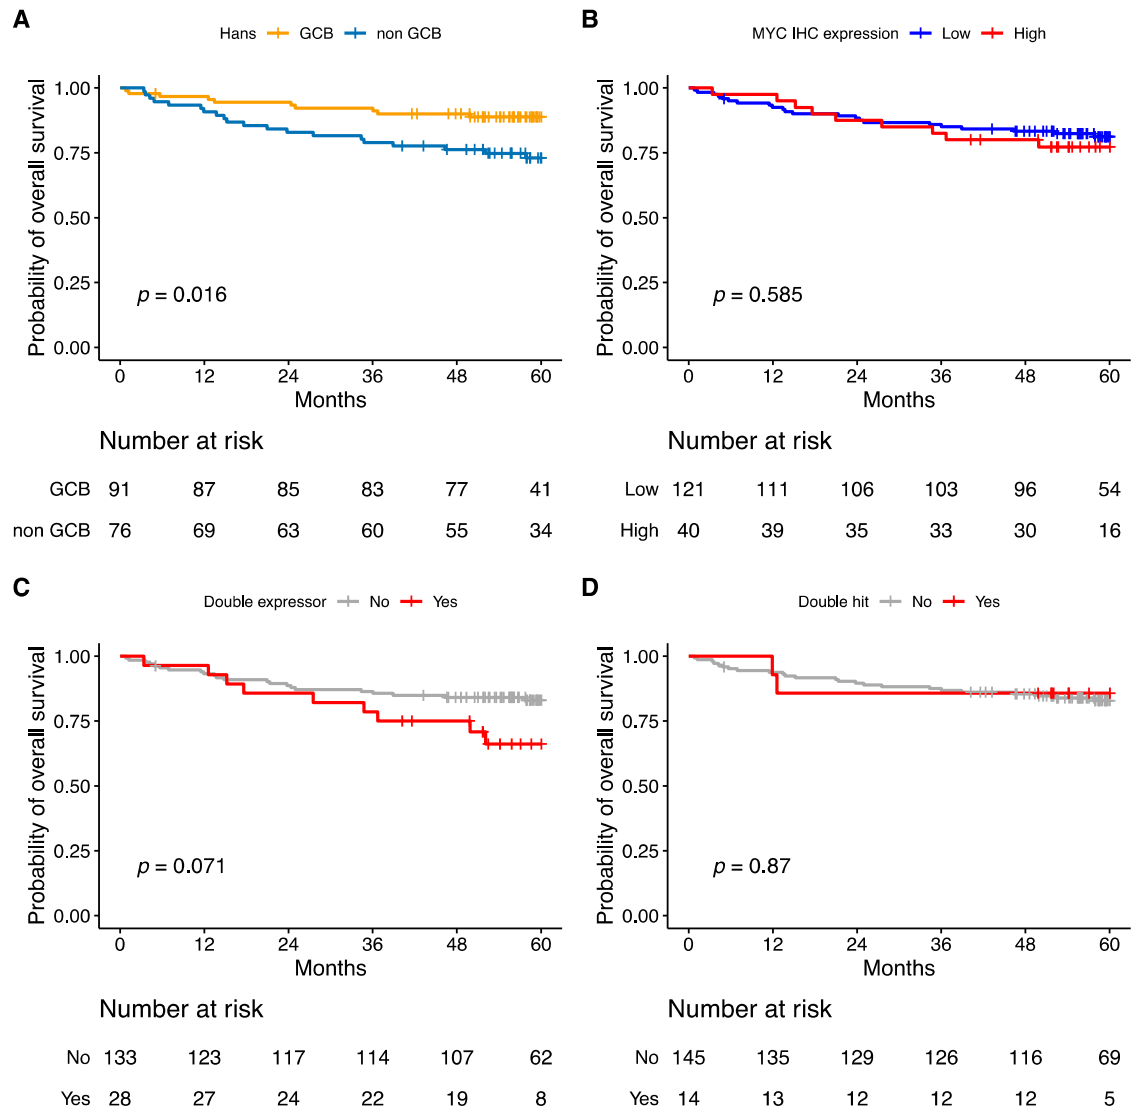 A
Hans GCB non GCB
Probability of overall survival
1.00
0.75
0.50
0.25
0.00
p = 0.016
0 12 24 36 48 60
Months
Number at risk
GCB 91 87 85 83 77 41
non GCB 76 69 63 60 55 34
B
MYC IHC expression Low High
Probability of overall survival
1.00
0.75
0.50
0.25
0.00
p = 0.585
0 12 24 36 48 60
Months
Number at risk
Low 121 111 106 103 96 54
High 40 39 35 33 30 16
C
Double expressor No Yes
Probability of overall survival
1.00
0.75
0.50
0.25
0.00
p = 0.071
0 12 24 36 48 60
Months
Number at risk
No 133 123 117 114 107 62
Yes 28 27 24 22 19 8
D
Double hit No Yes
Probability of overall survival
1.00
0.75
0.50
0.25
0.00
p = 0.87
0 12 24 36 48 60
Months
Number at risk
No 145 135 129 126 116 69
Yes 14 13 12 12 12 5